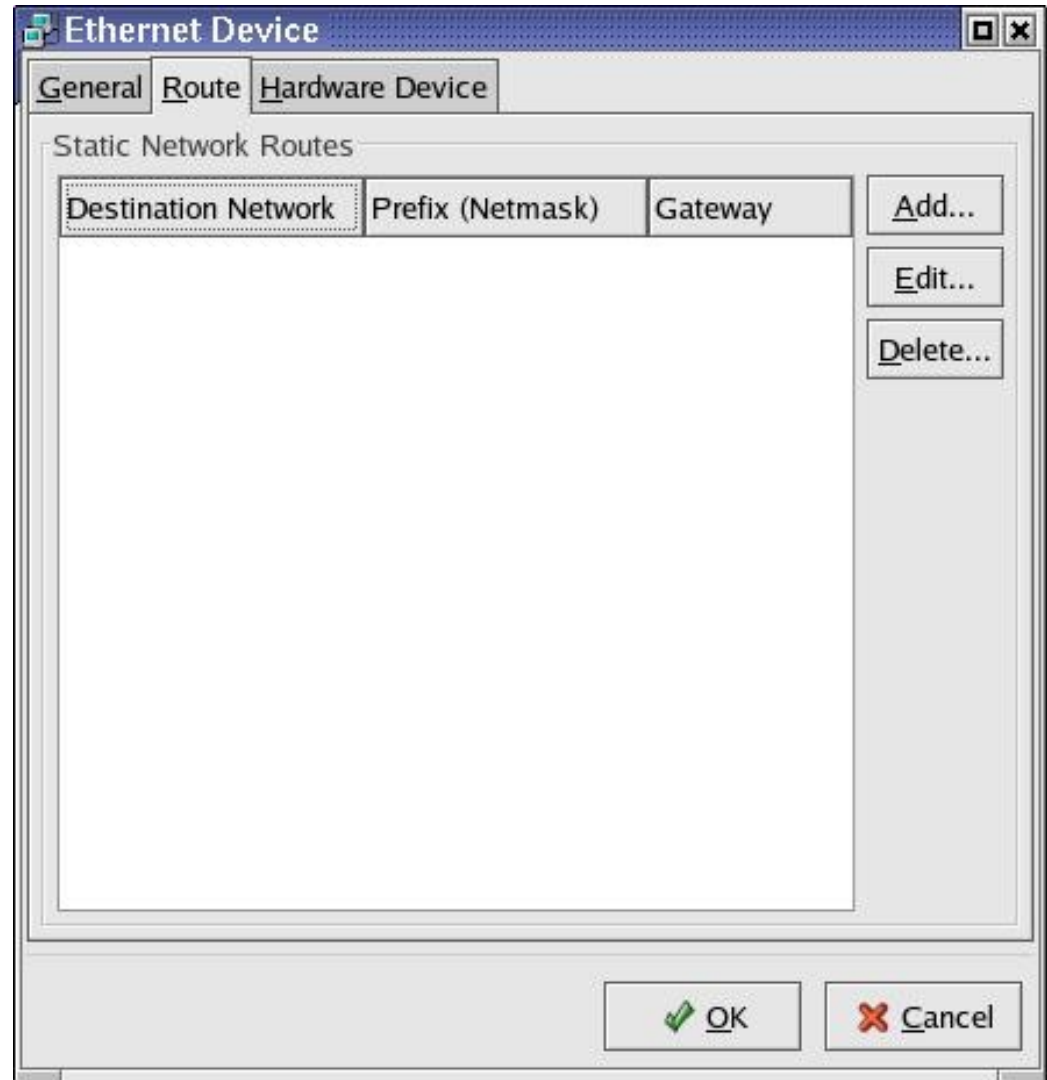 Ethernet Device
General Route Hardware Device
Static Network Routes
Destination Network Prefix (Netmask) Gateway
Add...
Edit...
Delete...
OK Cancel